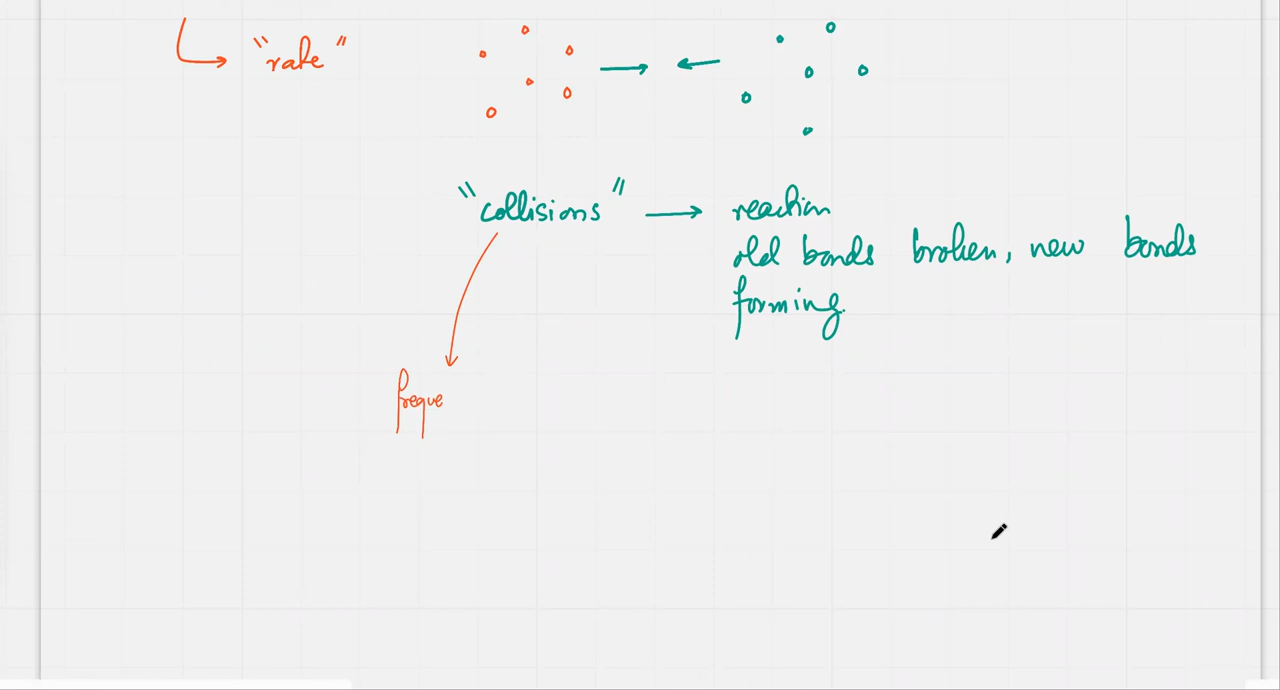 "rate"
"collisions" → reaction
old bonds broken, new bonds
forming.
freque